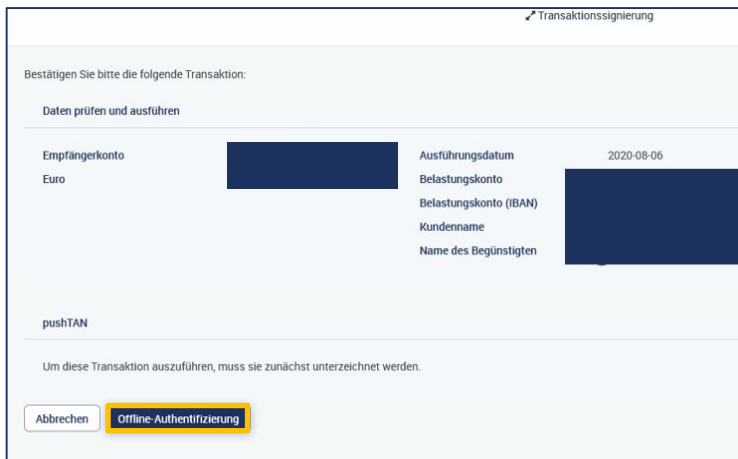 Transaktionssignierung
Bestätigen Sie bitte die folgende Transaktion:
Daten prüfen und ausführen
Empfängerkonto
Euro
Ausführungsdatum 2020-08-06
Belastungskonto
Belastungskonto (IBAN)
Kundenname
Name des Begünstigten
pushTAN
Um diese Transaktion auszuführen, muss sie zunächst unterzeichnet werden.
Abbrechen Offline-Authentifizierung